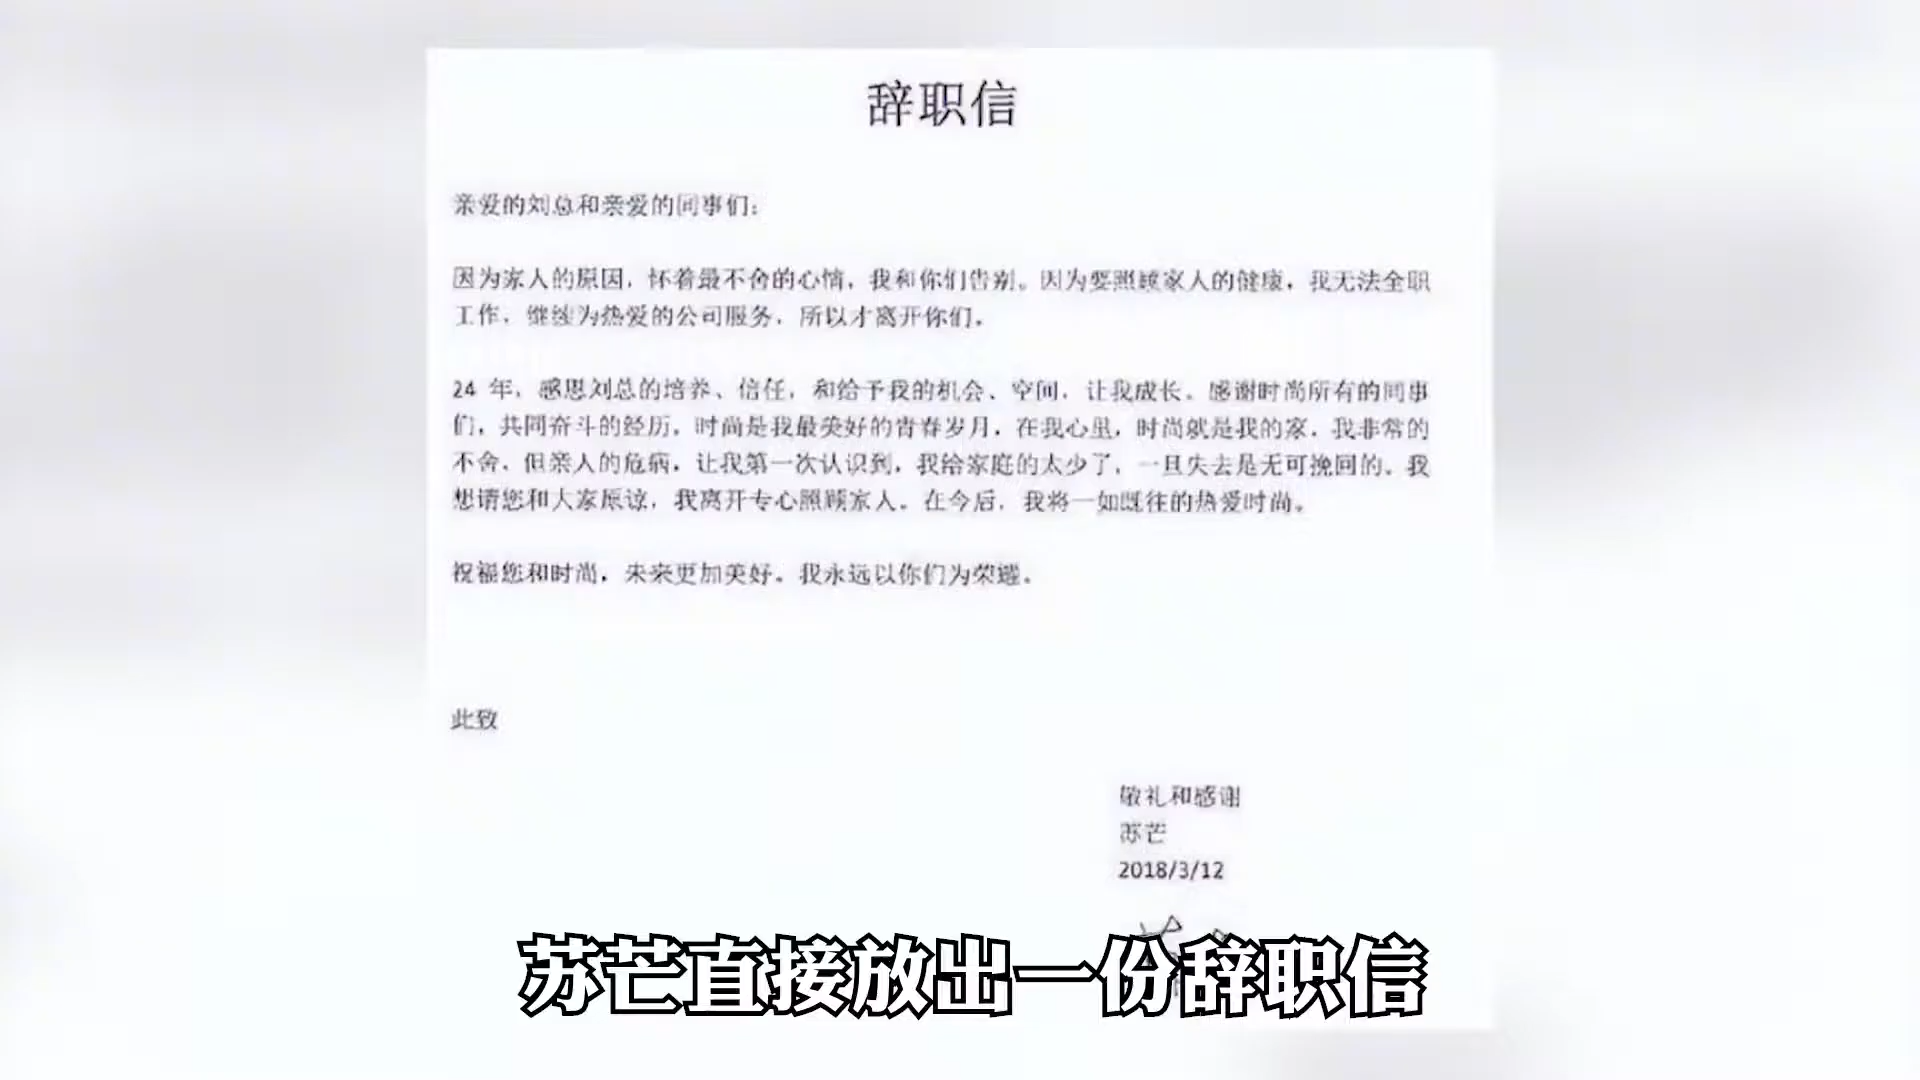 辞职信
亲爱的刘总和亲爱的同事们:
因为家人的原因，怀着最不舍的心情，我和你们告别。因为要照顾家人的健康，我无法全职
工作，继续为热爱的公司服务，所以才离开你们。
24 年，感恩刘总的培养、信任，和给予我的机会、空间，让我成长。感谢时尚所有的同事
们，共同奋斗的经历，时尚是我最美好的青春岁月，在我心里，时尚就是我的家，我非常的
不舍，但亲人的危病，让我第一次认识到，我给家庭的太少了，一旦失去是无可挽回的。我
想请您和大家原谅，我离开专心照顾家人。在今后，我将一如既往的热爱时尚。
祝福您和时尚，未来更加美好。我永远以你们为荣耀。
此致
敬礼和感谢
苏芒
2018/3/12
苏芒直接放出一份辞职信